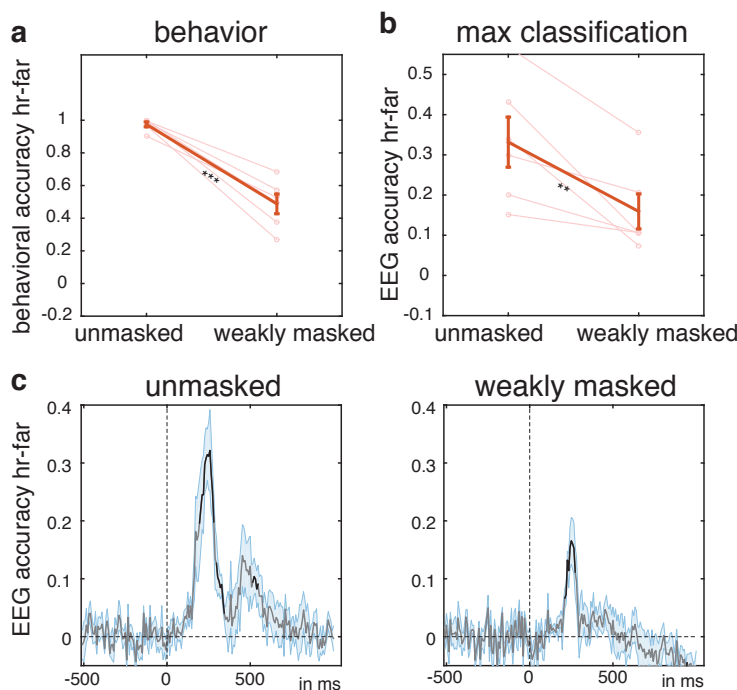 a behavior
behavioral accuracy hr-far
1
0.8
0.6
0.4
0.2
0
-0.2
***
unmasked weakly masked
b max classification
EEG accuracy hr-far
0.5
0.4
0.3
0.2
0.1
0
-0.1
**
unmasked weakly masked
c unmasked
EEG accuracy hr-far
0.4
0.3
0.2
0.1
0
-500 0 500 in ms
weakly masked
0.4
0.3
0.2
0.1
0
-500 0 500 in ms